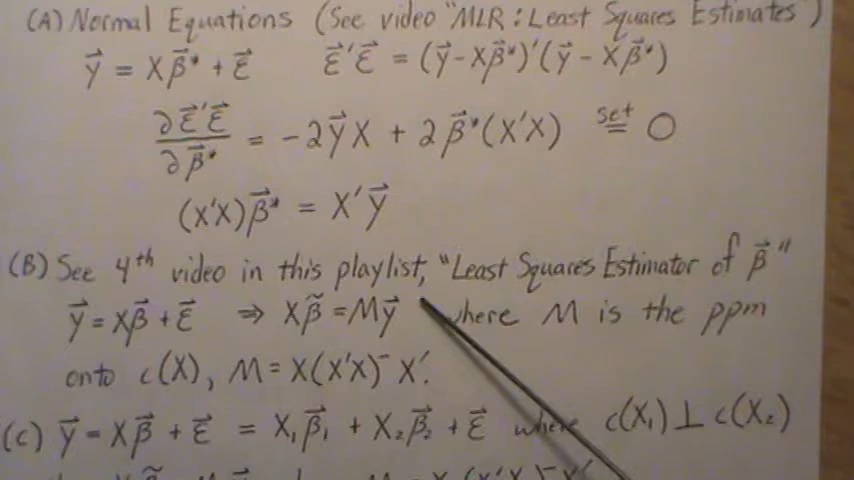 (A) Normal Equations (See video "MLR: Least Squares Estimates")
y⃗ = Xβ⃗* + ε⃗   ε⃗'ε⃗ = (y⃗ - Xβ⃗*)'(y⃗ - Xβ⃗*)
∂ε⃗'ε⃗/∂β⃗* = -2y⃗X + 2β⃗*(X'X) set= 0
(X'X)β⃗* = X'y⃗
(B) See 4th video in this playlist, "Least Squares Estimator of β⃗"
y⃗ = Xβ⃗ + ε⃗ ⇒ Xβ̃ = My⃗ where M is the ppm
onto c(X), M = X(X'X)⁻X'.
(C) y⃗ = Xβ⃗ + ε⃗ = X₁β⃗₁ + X₂β⃗₂ + ε⃗ where c(X₁) ⊥ c(X₂)